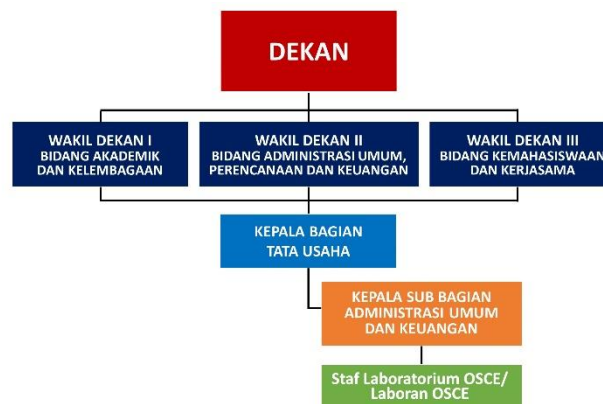 DEKAN
WAKIL DEKAN I
BIDANG AKADEMIK
DAN KELEMBAGAAN
WAKIL DEKAN II
BIDANG ADMINISTRASI UMUM,
PERENCANAAN DAN KEUANGAN
WAKIL DEKAN III
BIDANG KEMAHASISWAAN
DAN KERJASAMA
KEPALA BAGIAN
TATA USAHA
KEPALA SUB BAGIAN
ADMINISTRASI UMUM
DAN KEUANGAN
Staf Laboratorium OSCE/
Laboran OSCE